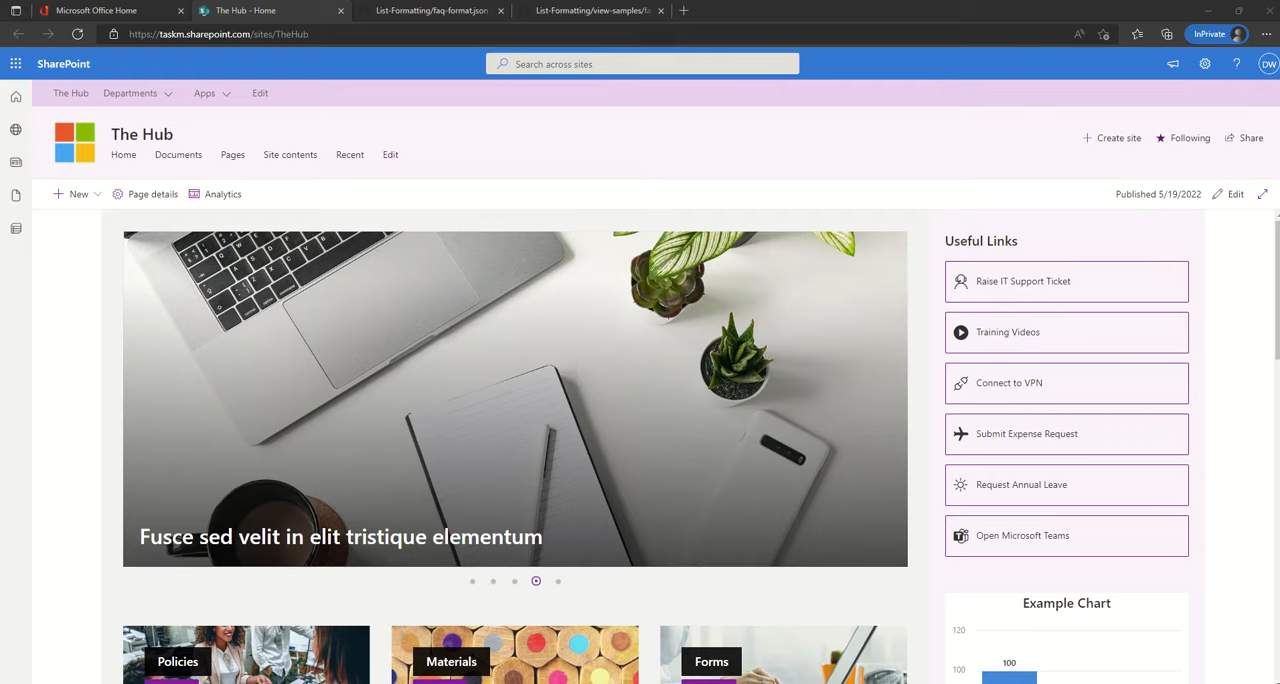 Microsoft Office Home
The Hub - Home
List-Formatting/faq-format.json
List-Formatting/view-samples/fa
https://taskm.sharepoint.com/sites/TheHub
InPrivate
SharePoint
Search across sites
DW
The Hub
Departments
Apps
Edit
The Hub
Home
Documents
Pages
Site contents
Recent
Edit
Create site
Following
Share
New
Page details
Analytics
Published 5/19/2022
Edit
Fusce sed velit in elit tristique elementum
Useful Links
Raise IT Support Ticket
Training Videos
Connect to VPN
Submit Expense Request
Request Annual Leave
Open Microsoft Teams
Example Chart
120
100
100
Policies
Materials
Forms